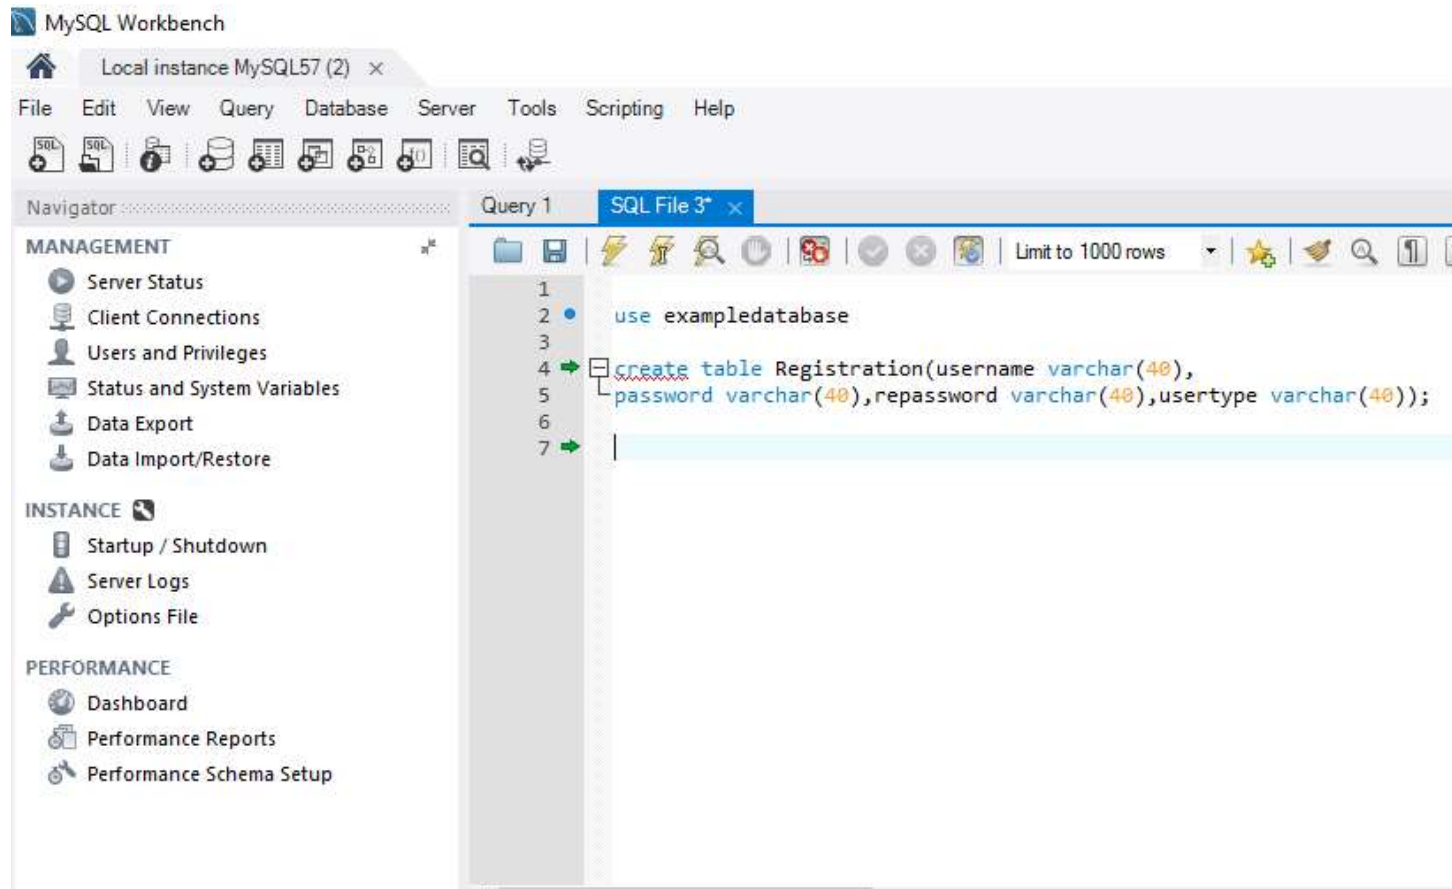 MySQL Workbench
Local instance MySQL57 (2) ×
File Edit View Query Database Server Tools Scripting Help
SQL SQL
Navigator
MANAGEMENT
Server Status
Client Connections
Users and Privileges
Status and System Variables
Data Export
Data Import/Restore
INSTANCE
Startup / Shutdown
Server Logs
Options File
PERFORMANCE
Dashboard
Performance Reports
Performance Schema Setup
Query 1 SQL File 3* ×
Limit to 1000 rows
1
2 use exampledatabase
3
4 create table Registration(username varchar(40),
5 password varchar(40),repassword varchar(40),usertype varchar(40));
6
7